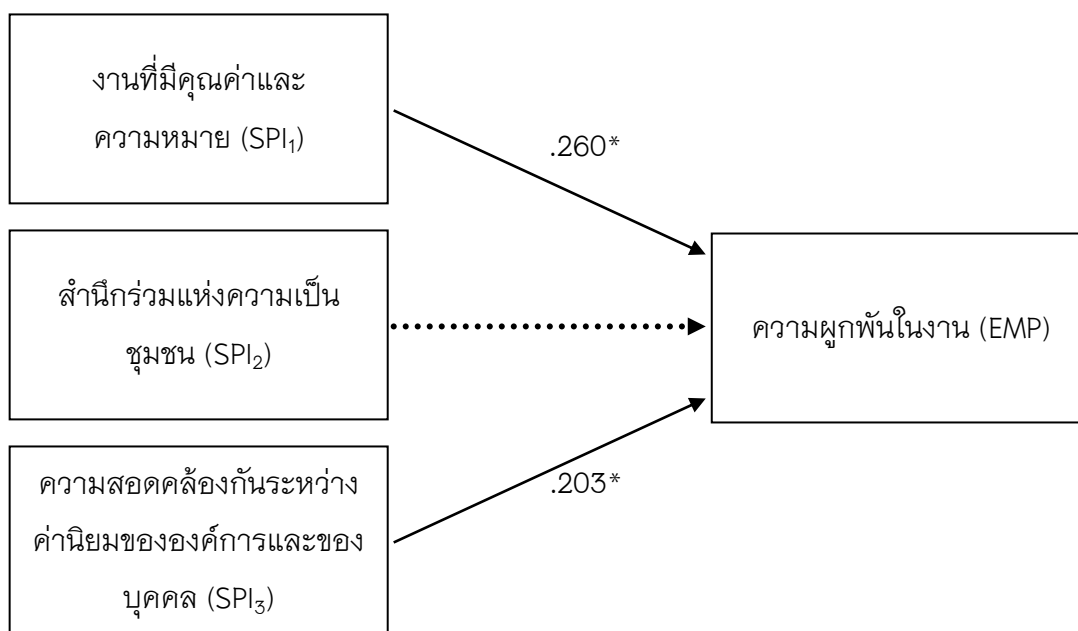 งานที่มีคุณค่าและ
ความหมาย (SPI₁)
.260*
สำนึกร่วมแห่งความเป็น
ชุมชน (SPI₂)
ความผูกพันในงาน (EMP)
ความสอดคล้องกันระหว่าง
ค่านิยมขององค์การและของ
บุคคล (SPI₃)
.203*